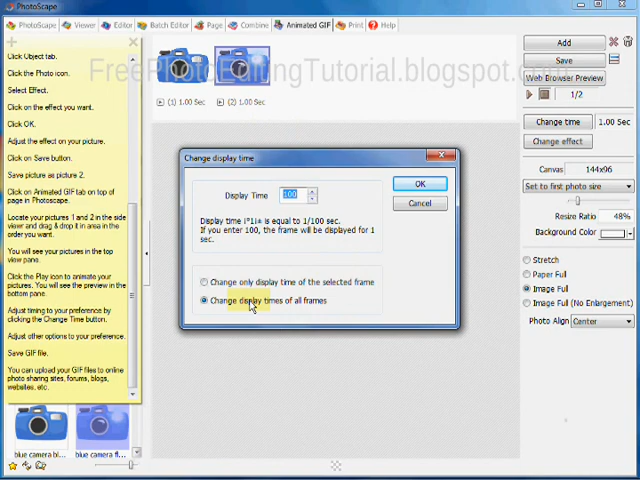 PhotoScape
PhotoScape
Viewer
Editor
Batch Editor
Page
Combine
Animated GIF
Print
Help
FreePhotoEditingTutorial.blogspot.com
Click Object tab.
Click the Photo icon.
Select Effect.
Click on the effect you want.
Click OK.
Adjust the effect on your picture.
Click on Save button.
Save picture as picture 2.
Click on Animated GIF tab on top of
page in Photoscape.
Locate your pictures 1 and 2 in the side
view and drag & drop it in area in the
order you want.
You will see your pictures in the top
view pane.
Click the Play icon to animate your
pictures. You will see the preview in the
bottom pane.
Adjust timing to your preference by
clicking the Change Time button.
Adjust other options to your preference.
Save GIF file.
You can upload your GIF files to online
photo sharing sites, forums, blogs,
websites, etc.
blue camera bl...
blue camera fl...
(1) 1.00 Sec
(2) 1.00 Sec
Change display time
Display Time
100
OK
Cancel
Display time is equal to 1/100 sec.
If you enter 100, the frame will be displayed for 1
sec.
Change only display time of the selected frame
Change display times of all frames
Add
Save
Web Browser Preview
1/2
Change time
1.00 Sec
Change effect
Canvas
144x96
Set to first photo size
Resize Ratio
48%
Background Color
Stretch
Paper Full
Image Full
Image Full (No Enlargement)
Photo Align
Center